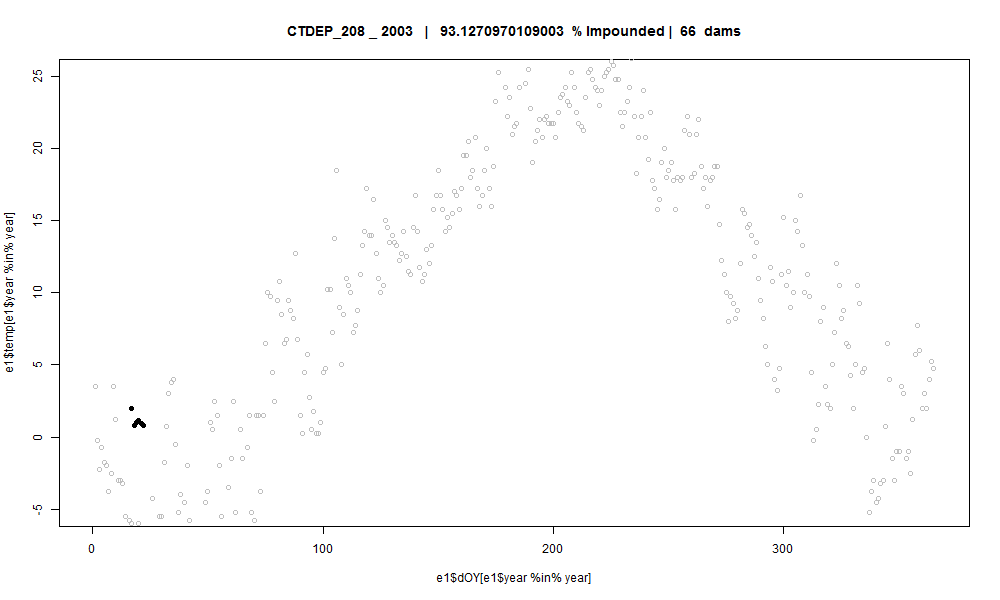 CTDEP_208 _ 2003 | 93.1270970109003 % Impounded | 66 dams
e1$temp[e1$year %in% year]
25
20
15
10
5
0
-5
0 100 200 300
e1$dOY[e1$year %in% year]